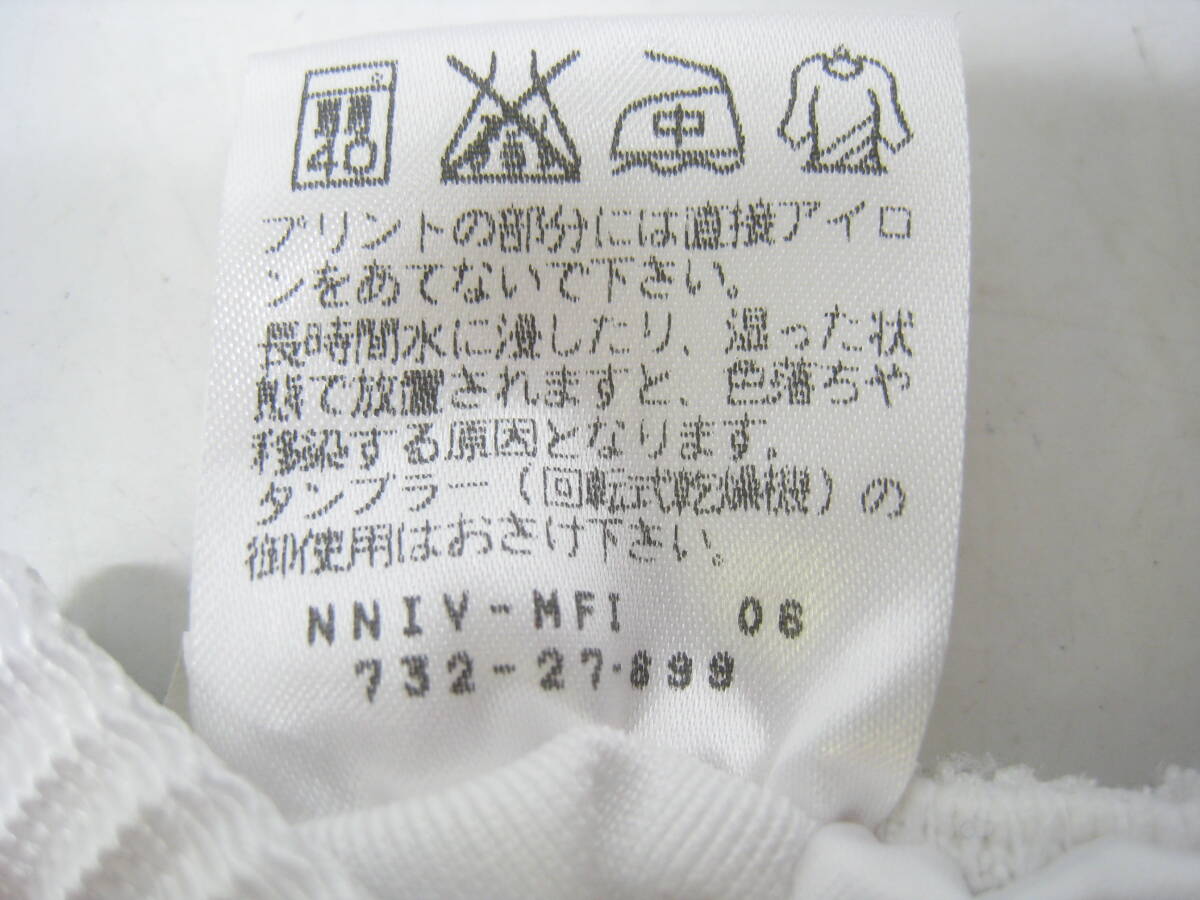 40
中
プリントの部分には直接アイロ
ンをあてないで下さい。
長時間水に浸したり、湿った状
態で放置されますと、色落ちや
移染する原因となります。
タンブラー（回転式乾燥機）の
御使用はおさけ下さい。
NNIV-MFI 06
732-27-899